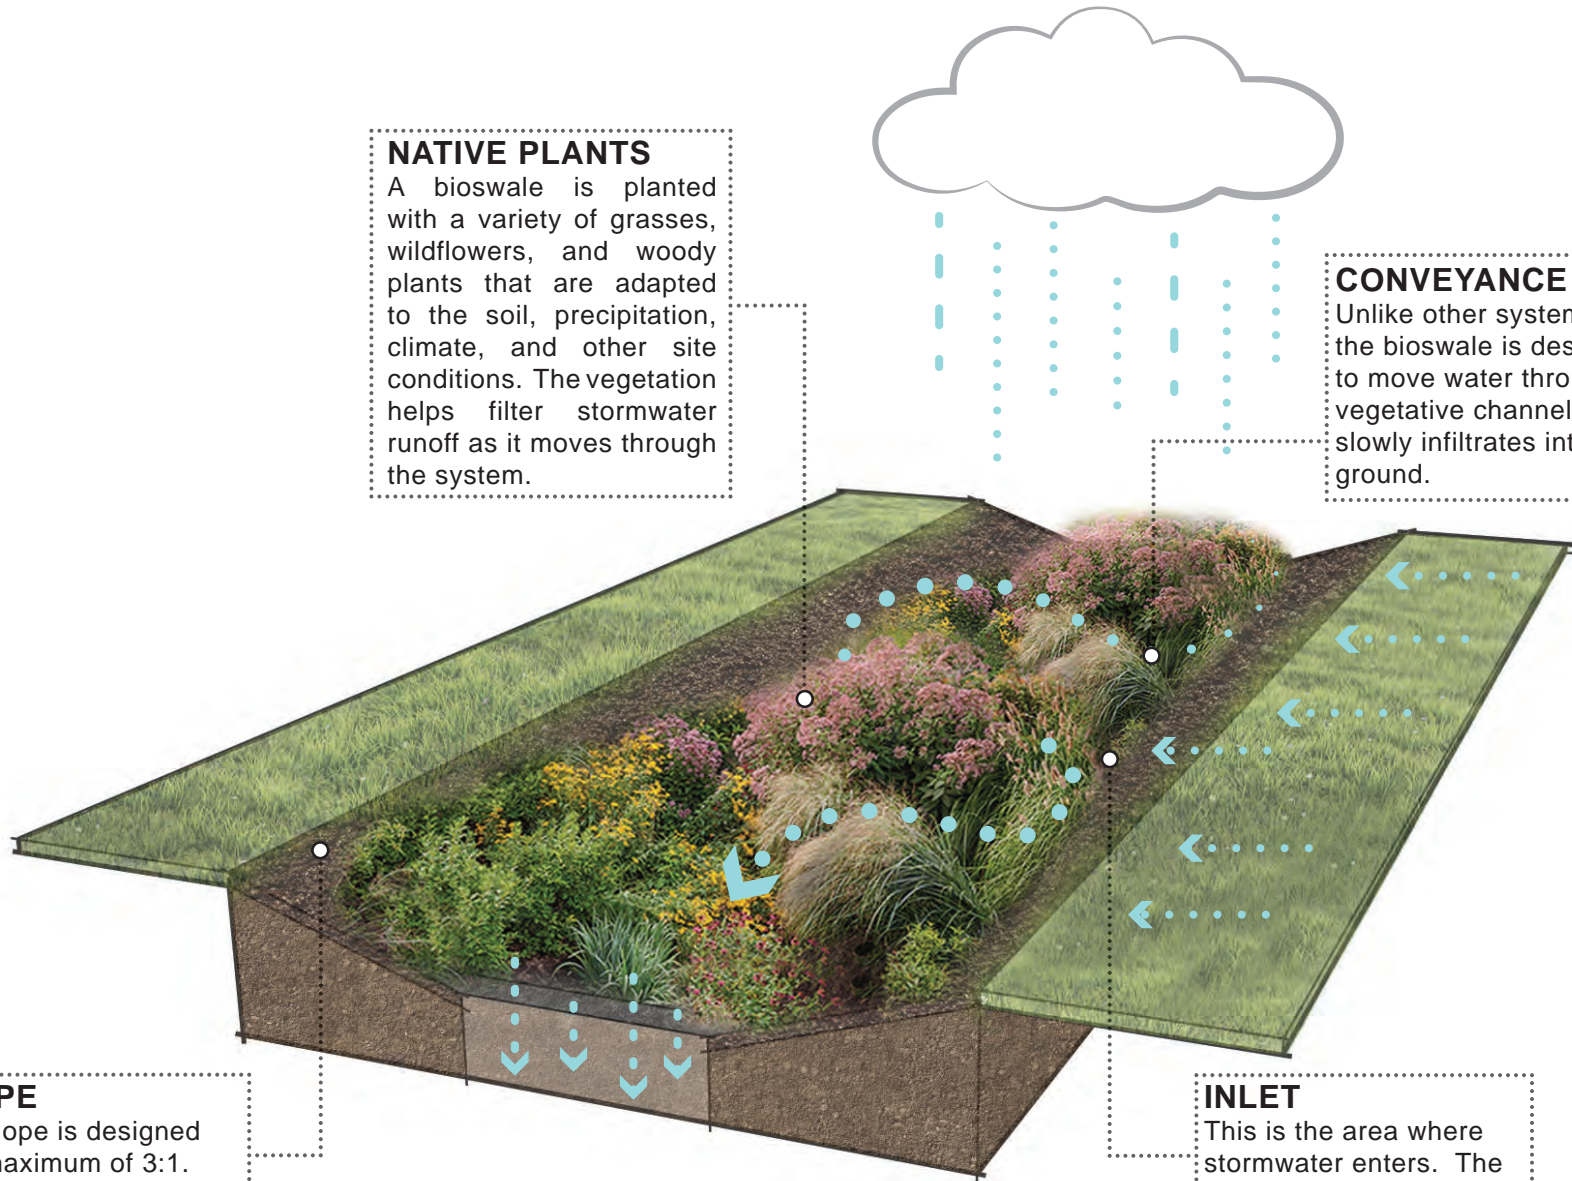 NATIVE PLANTS
A bioswale is planted
with a variety of grasses,
wildflowers, and woody
plants that are adapted
to the soil, precipitation,
climate, and other site
conditions. The vegetation
helps filter stormwater
runoff as it moves through
the system.
CONVEYANCE
Unlike other system
the bioswale is des
to move water thro
vegetative channel
slowly infiltrates int
ground.
PE
ope is designed
naximum of 3:1.
INLET
This is the area where
stormwater enters. The